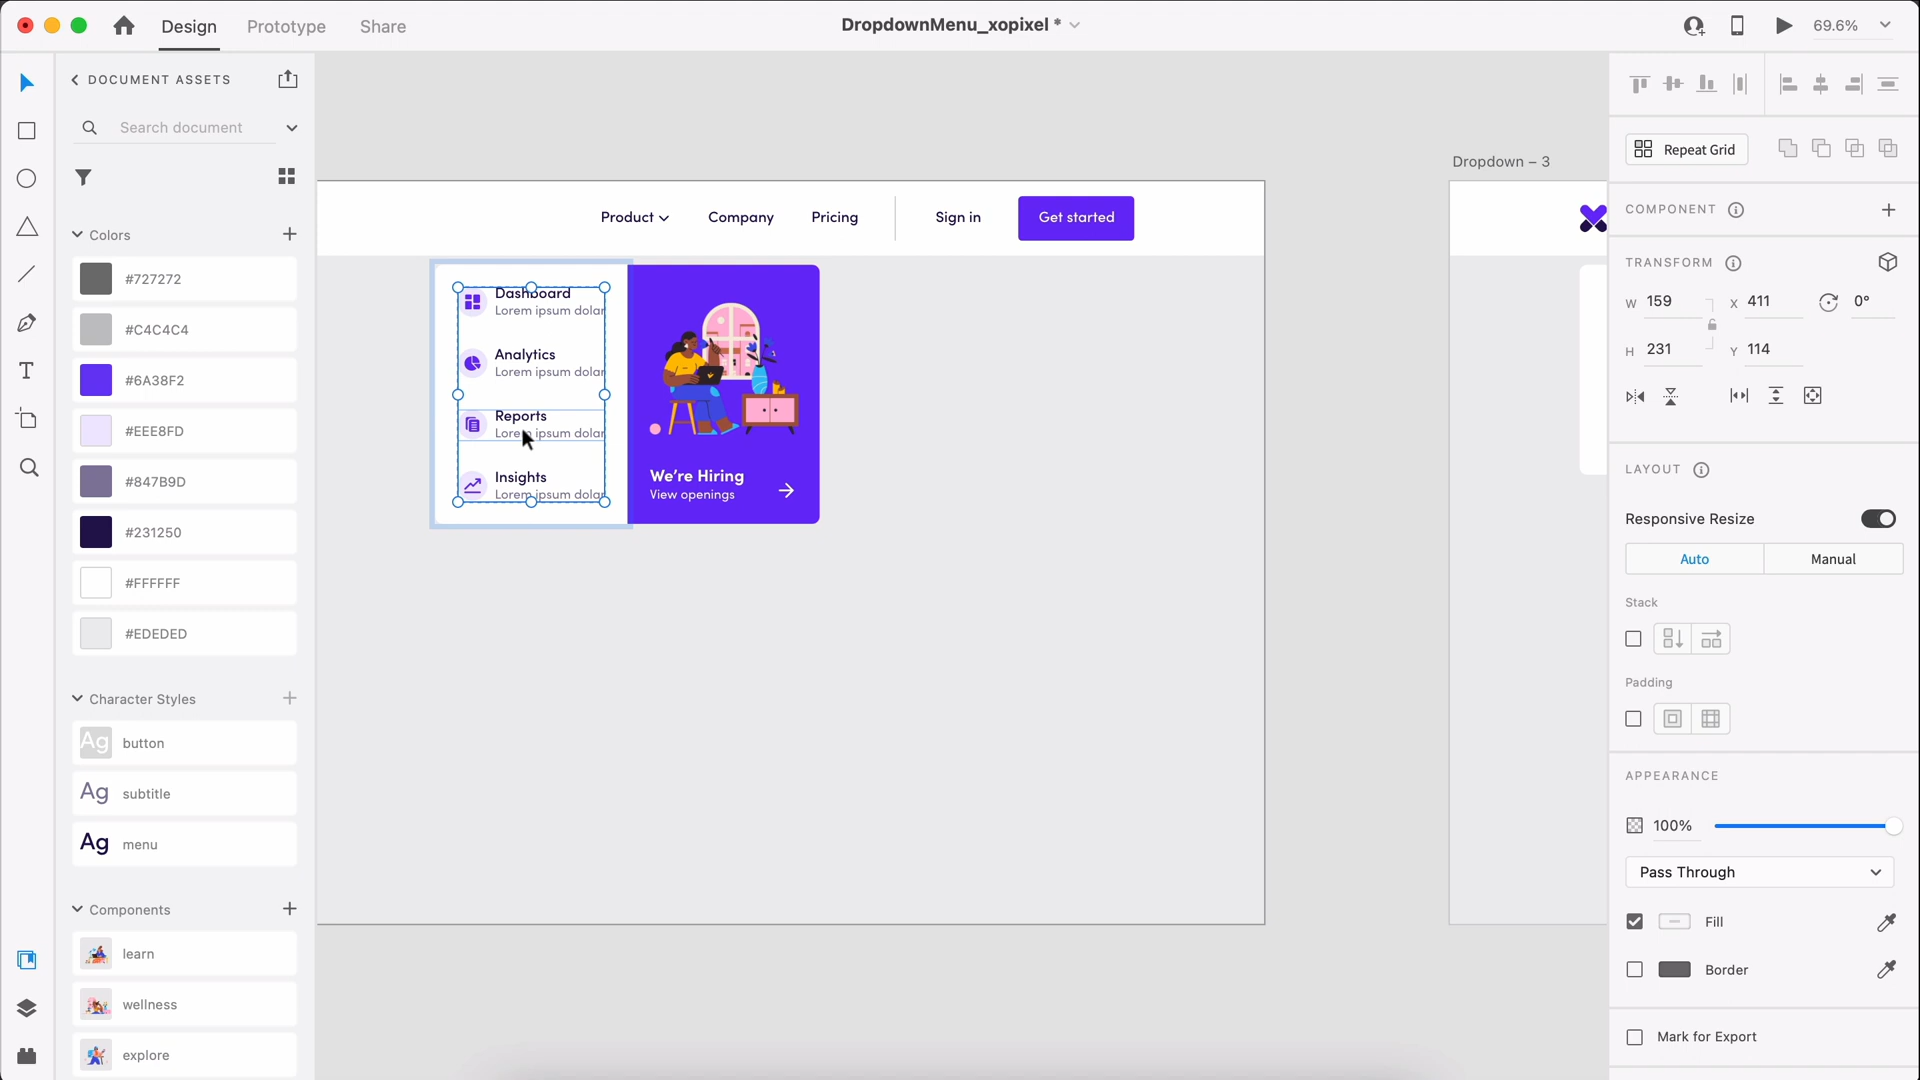 Design
Prototype
Share
DropdownMenu_xopixel *
69.6%
DOCUMENT ASSETS
Search document
Colors
#727272
#C4C4C4
#6A38F2
#EEE8FD
#847B9D
#231250
#FFFFFF
#EDEDED
Character Styles
Ag button
Ag subtitle
Ag menu
Components
learn
wellness
explore
Product
Company
Pricing
Sign in
Get started
Dashboard
Lorem ipsum dolar
Analytics
Lorem ipsum dolar
Reports
Lorem ipsum dolar
Insights
Lorem ipsum dolar
We're Hiring
View openings
Dropdown – 3
Repeat Grid
COMPONENT
TRANSFORM
W 159 X 411 0°
H 231 Y 114
LAYOUT
Responsive Resize
Auto
Manual
Stack
Padding
APPEARANCE
100%
Pass Through
Fill
Border
Mark for Export